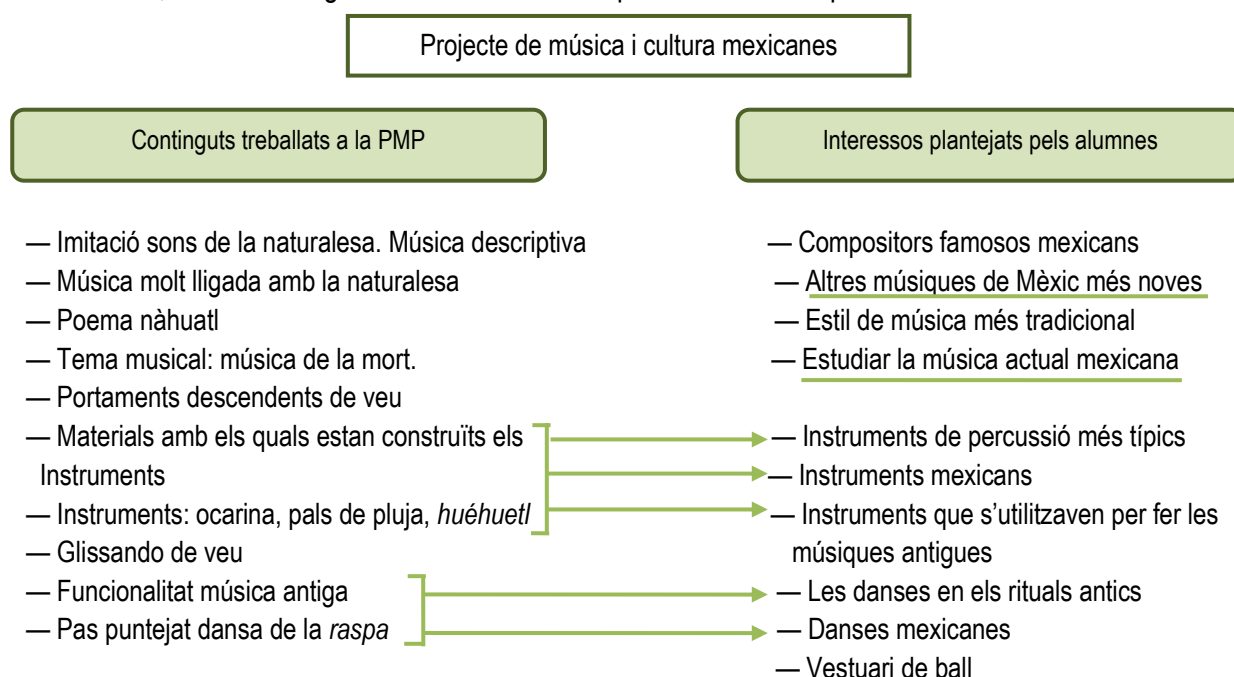 Projecte de música i cultura mexicanes
Continguts treballats a la PMP
— Imitació sons de la naturalesa. Música descriptiva
— Música molt lligada amb la naturalesa
— Poema nàhuatl
— Tema musical: música de la mort.
— Portaments descendents de veu
— Materials amb els quals estan construïts els
Instruments
— Instruments: ocarina, pals de pluja, huéhuetl
— Glissando de veu
— Funcionalitat música antiga
— Pas puntejat dansa de la raspa
Interessos plantejats pels alumnes
— Compositors famosos mexicans
— Altres músiques de Mèxic més noves
— Estil de música més tradicional
— Estudiar la música actual mexicana
— Instruments de percussió més típics
— Instruments mexicans
— Instruments que s’utilitzaven per fer les
músiques antigues
— Les danses en els rituals antics
— Danses mexicanes
— Vestuari de ball